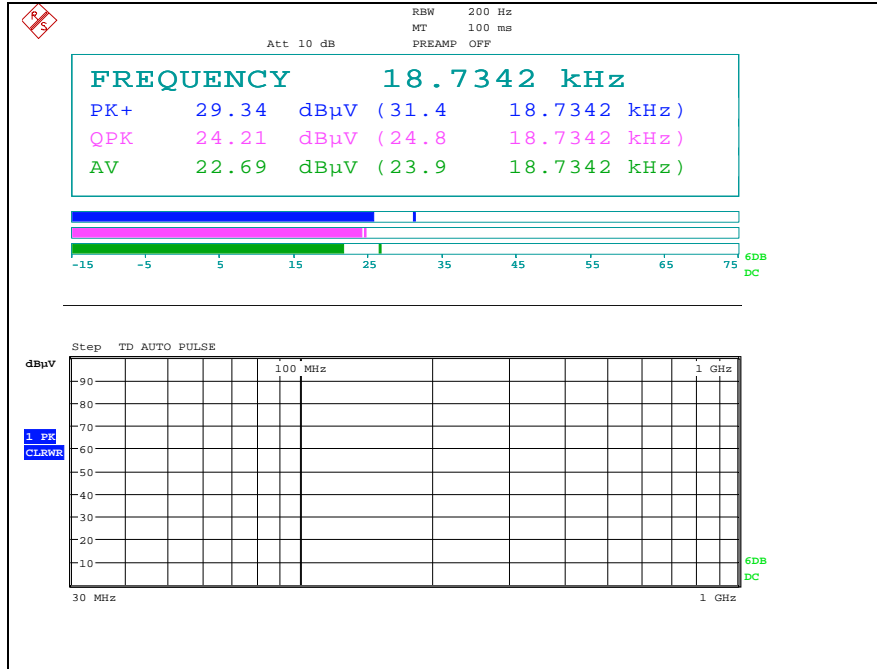 R
S
RBW 200 Hz
MT 100 ms
Att 10 dB PREAMP OFF
FREQUENCY 18.7342 kHz
PK+ 29.34 dBµV (31.4 18.7342 kHz)
QPK 24.21 dBµV (24.8 18.7342 kHz)
AV 22.69 dBµV (23.9 18.7342 kHz)
-15 -5 5 15 25 35 45 55 65 75
6DB
DC
Step TD AUTO PULSE
dBµV
100 MHz 1 GHz
90
80
70
1 PK
CLRWR
60
50
40
30
20
10
6DB
DC
30 MHz 1 GHz